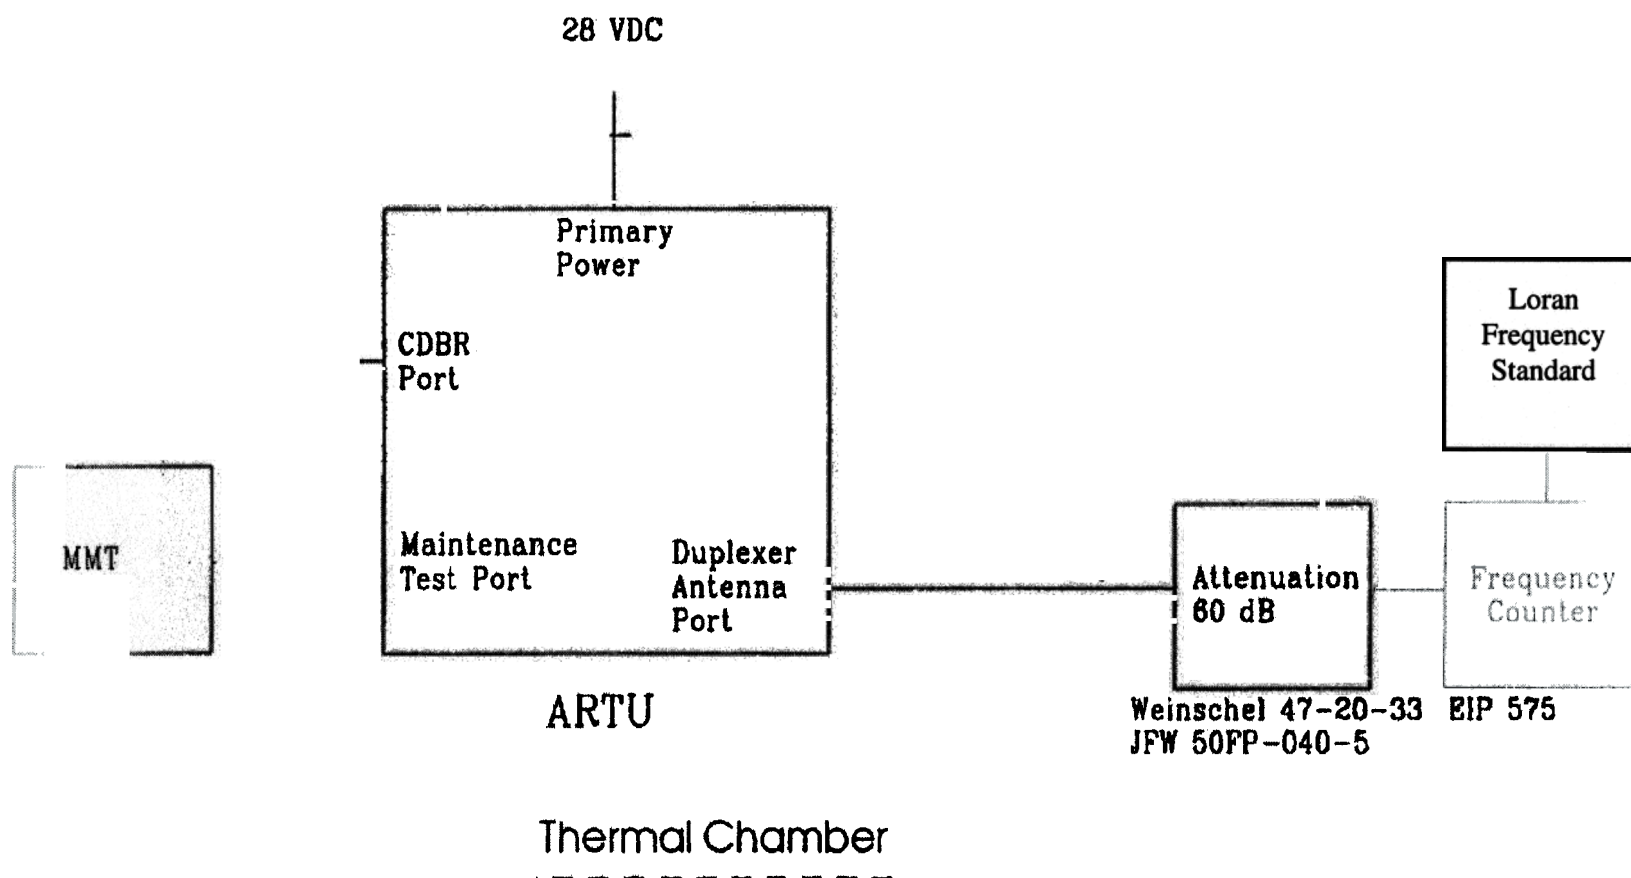 28 VDC
Primary
Power
CDBR
Port
Loran
Frequency
Standard
MMT
Maintenance
Test Port
Duplexer
Antenna
Port
Attenuation
60 dB
Frequency
Counter
ARTU
Weinschel 47-20-33
JFW 50FP-040-5
EIP 575
Thermal Chamber